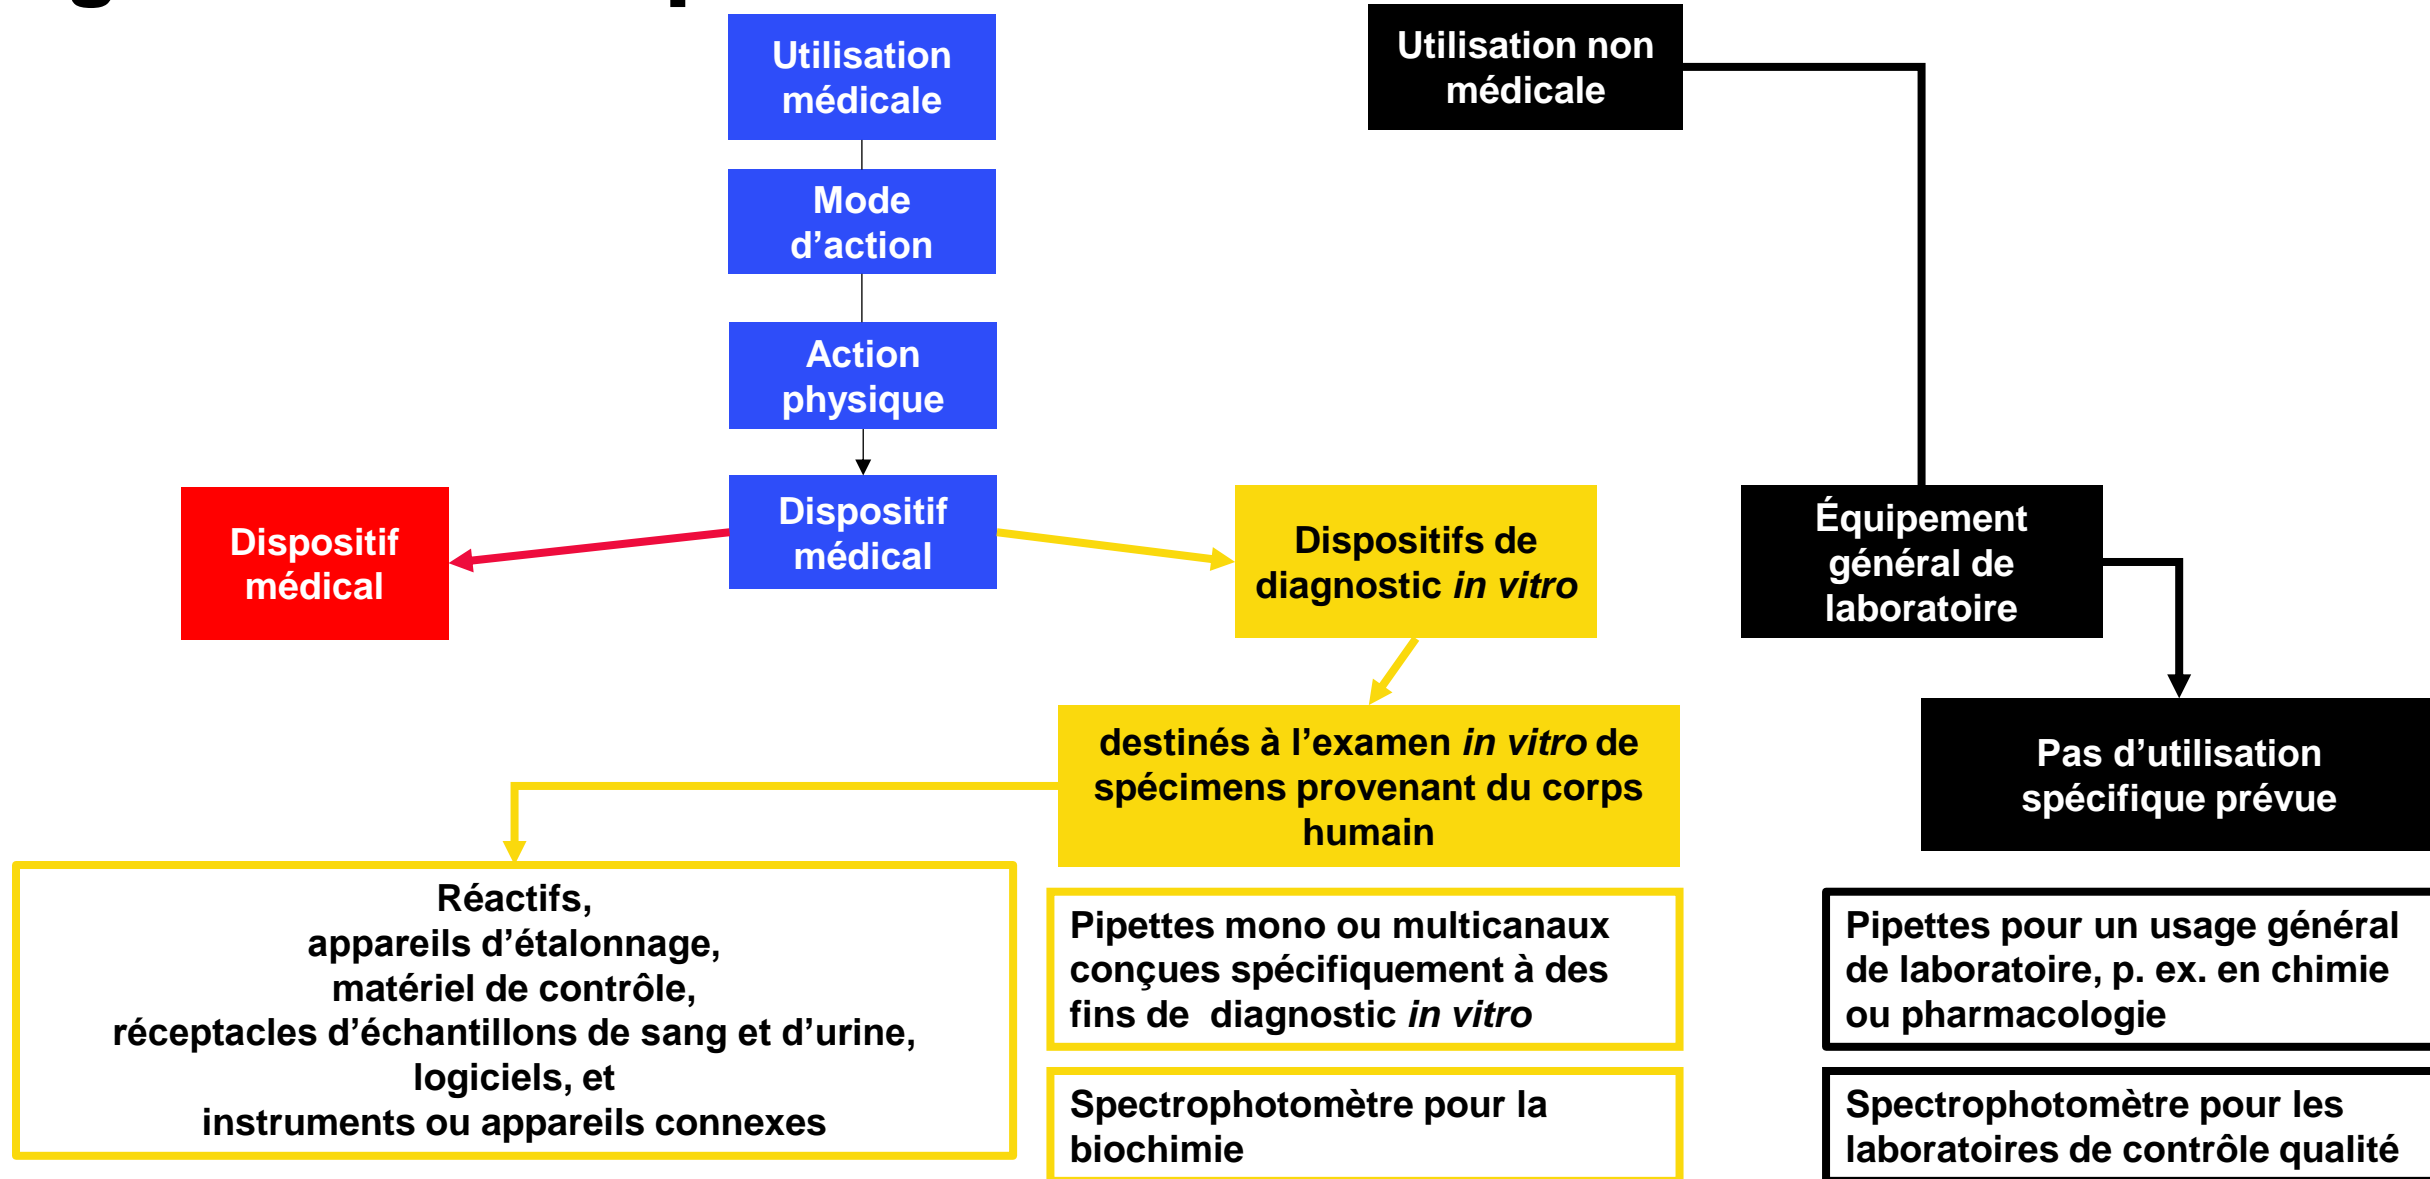 Utilisation
médicale
Utilisation non
médicale
Mode
d’action
Action
physique
Dispositif
médical
Dispositif
médical
Dispositifs de
diagnostic in vitro
Équipement
général de
laboratoire
destinés à l’examen in vitro de
spécimens provenant du corps
humain
Pas d’utilisation
spécifique prévue
Réactifs,
appareils d’étalonnage,
matériel de contrôle,
réceptacles d’échantillons de sang et d’urine,
logiciels, et
instruments ou appareils connexes
Pipettes mono ou multicanaux
conçues spécifiquement à des
fins de diagnostic in vitro
Pipettes pour un usage général
de laboratoire, p. ex. en chimie
ou pharmacologie
Spectrophotomètre pour la
biochimie
Spectrophotomètre pour les
laboratoires de contrôle qualité